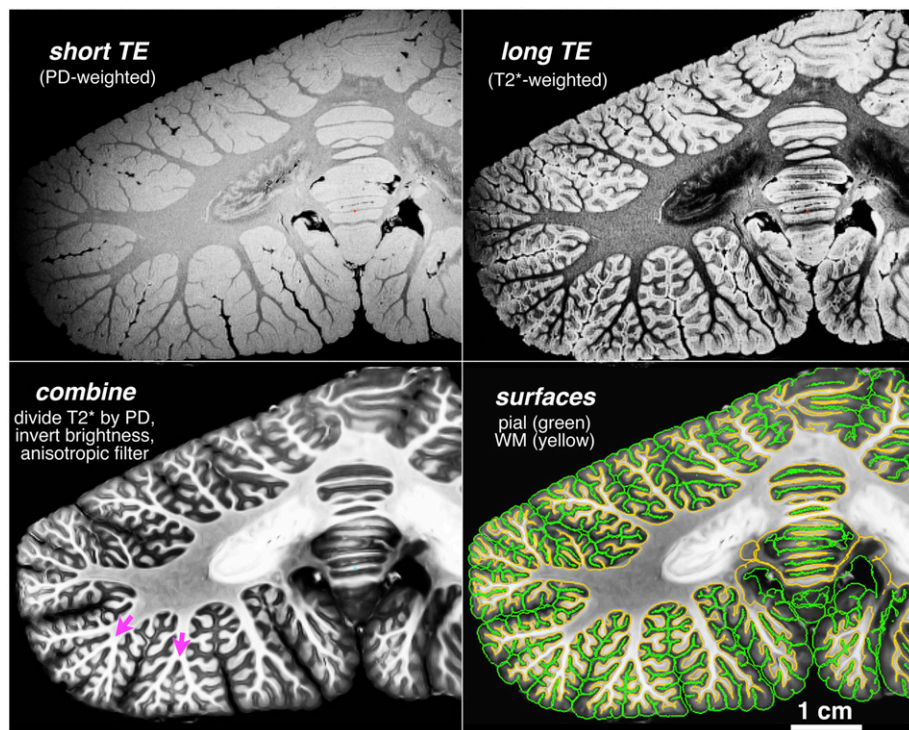 short TE
(PD-weighted)
long TE
(T2*-weighted)
combine
divide T2* by PD,
invert brightness,
anisotropic filter
surfaces
pial (green)
WM (yellow)
1 cm